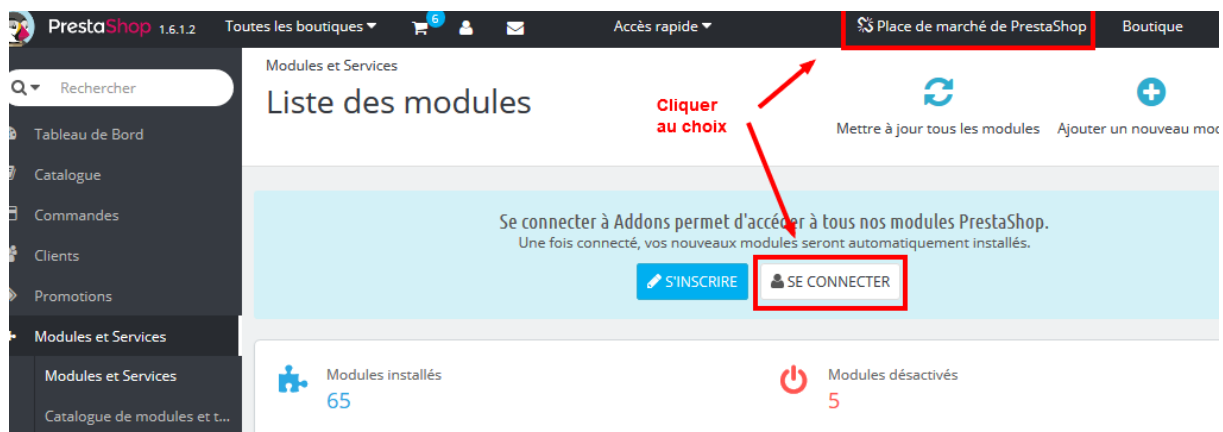 PrestaShop 1.6.1.2 Toutes les boutiques 6 Accès rapide Place de marché de PrestaShop Boutique
Rechercher
Modules et Services
Liste des modules
Cliquer
au choix
Mettre à jour tous les modules Ajouter un nouveau mod
Tableau de Bord
Catalogue
Commandes
Clients
Promotions
Modules et Services
Modules et Services
Catalogue de modules et t...
Se connecter à Addons permet d'accéder à tous nos modules PrestaShop.
Une fois connecté, vos nouveaux modules seront automatiquement installés.
S'INSCRIRE SE CONNECTER
Modules installés
65
Modules désactivés
5